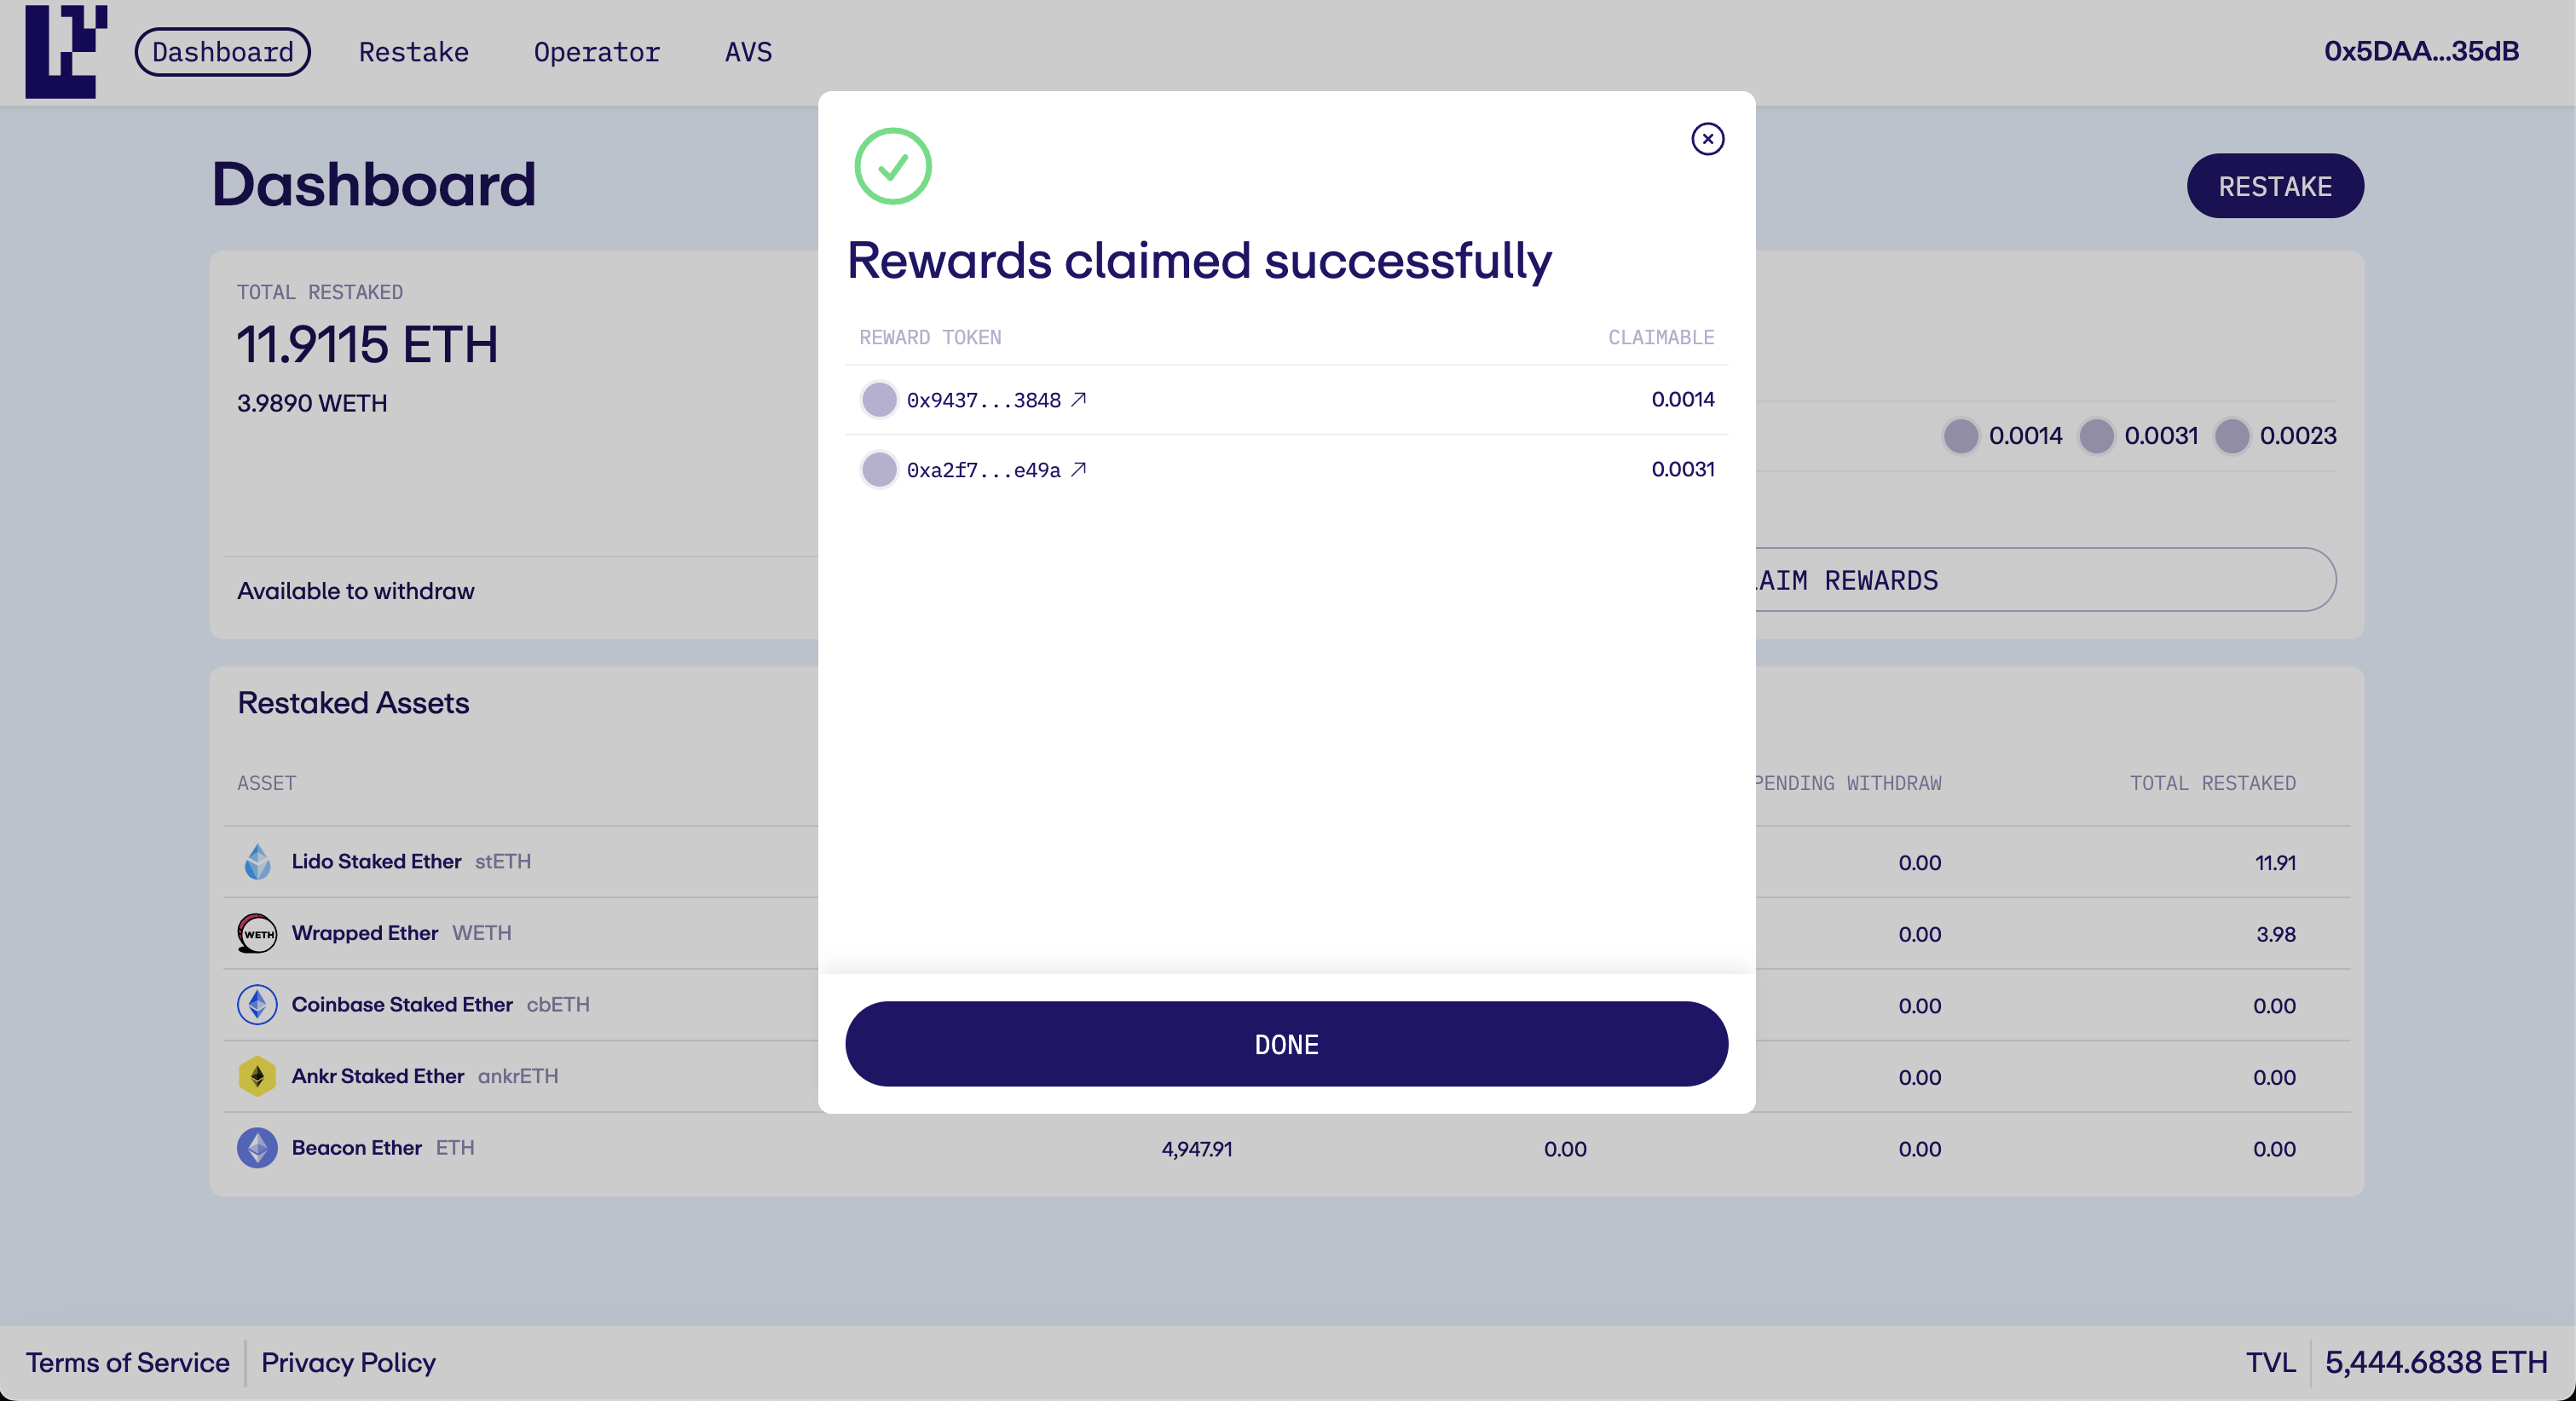 Dashboard Restake Operator AVS 0x5DAA...35dB
Dashboard
RESTAKE
TOTAL RESTAKED
11.9115 ETH
3.9890 WETH
Available to withdraw
Rewards claimed successfully
REWARD TOKEN CLAIMABLE
0x9437...3848 0.0014
0xa2f7...e49a 0.0031
DONE
0.0014 0.0031 0.0023
REWARDS
Restaked Assets
ASSET PENDING WITHDRAW TOTAL RESTAKED
Lido Staked Ether stETH 0.00 11.91
WETH Wrapped Ether WETH 0.00 3.98
Coinbase Staked Ether cbETH 0.00 0.00
Ankr Staked Ether ankrETH 0.00 0.00
Beacon Ether ETH 4,947.91 0.00 0.00 0.00
Terms of Service Privacy Policy TVL 5,444.6838 ETH